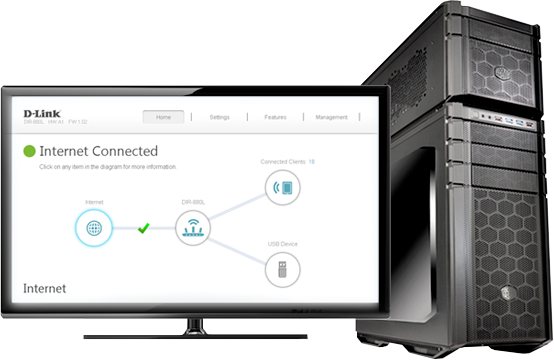 D-Link
DIR-880L HW:A1 FW:1.02
Home
Settings
Features
Management
Internet Connected
Click on any item in the diagram for more information.
Connected Clients: 18
Internet
DIR-880L
USB Device
Internet